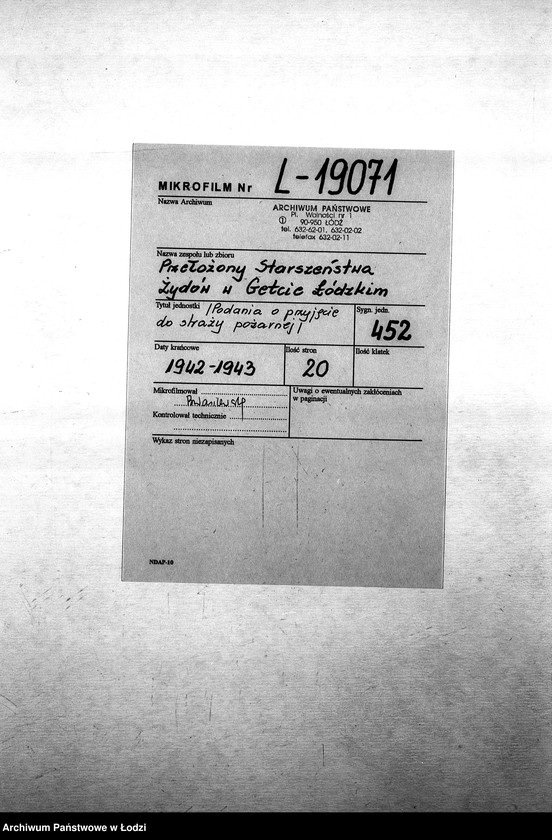 MIKROFILM Nr L-19071
Nazwa Archiwum
ARCHIWUM PAŃSTWOWE
Pl. Wolności nr 1
① 90-950 ŁÓDŹ
tel. 632-62-01, 632-02-02
telefax 632-02-11
Nazwa zespołu lub zbioru
Przełożony Starszeństwa
Żydów w Getcie Łódzkim
Tytuł jednostki /Podania o przyjęcie
do straży pożarnej/
Sygn. jedn.
452
Daty krańcowe
1942-1943
Ilość stron
20
Ilość klatek
Mikrofilmował
Kontrolował technicznie
Uwagi o ewentualnych zakłóceniach
w paginacji
Wykaz stron niezapisanych
NDAP-10
Archiwum Państwowe w Łodzi